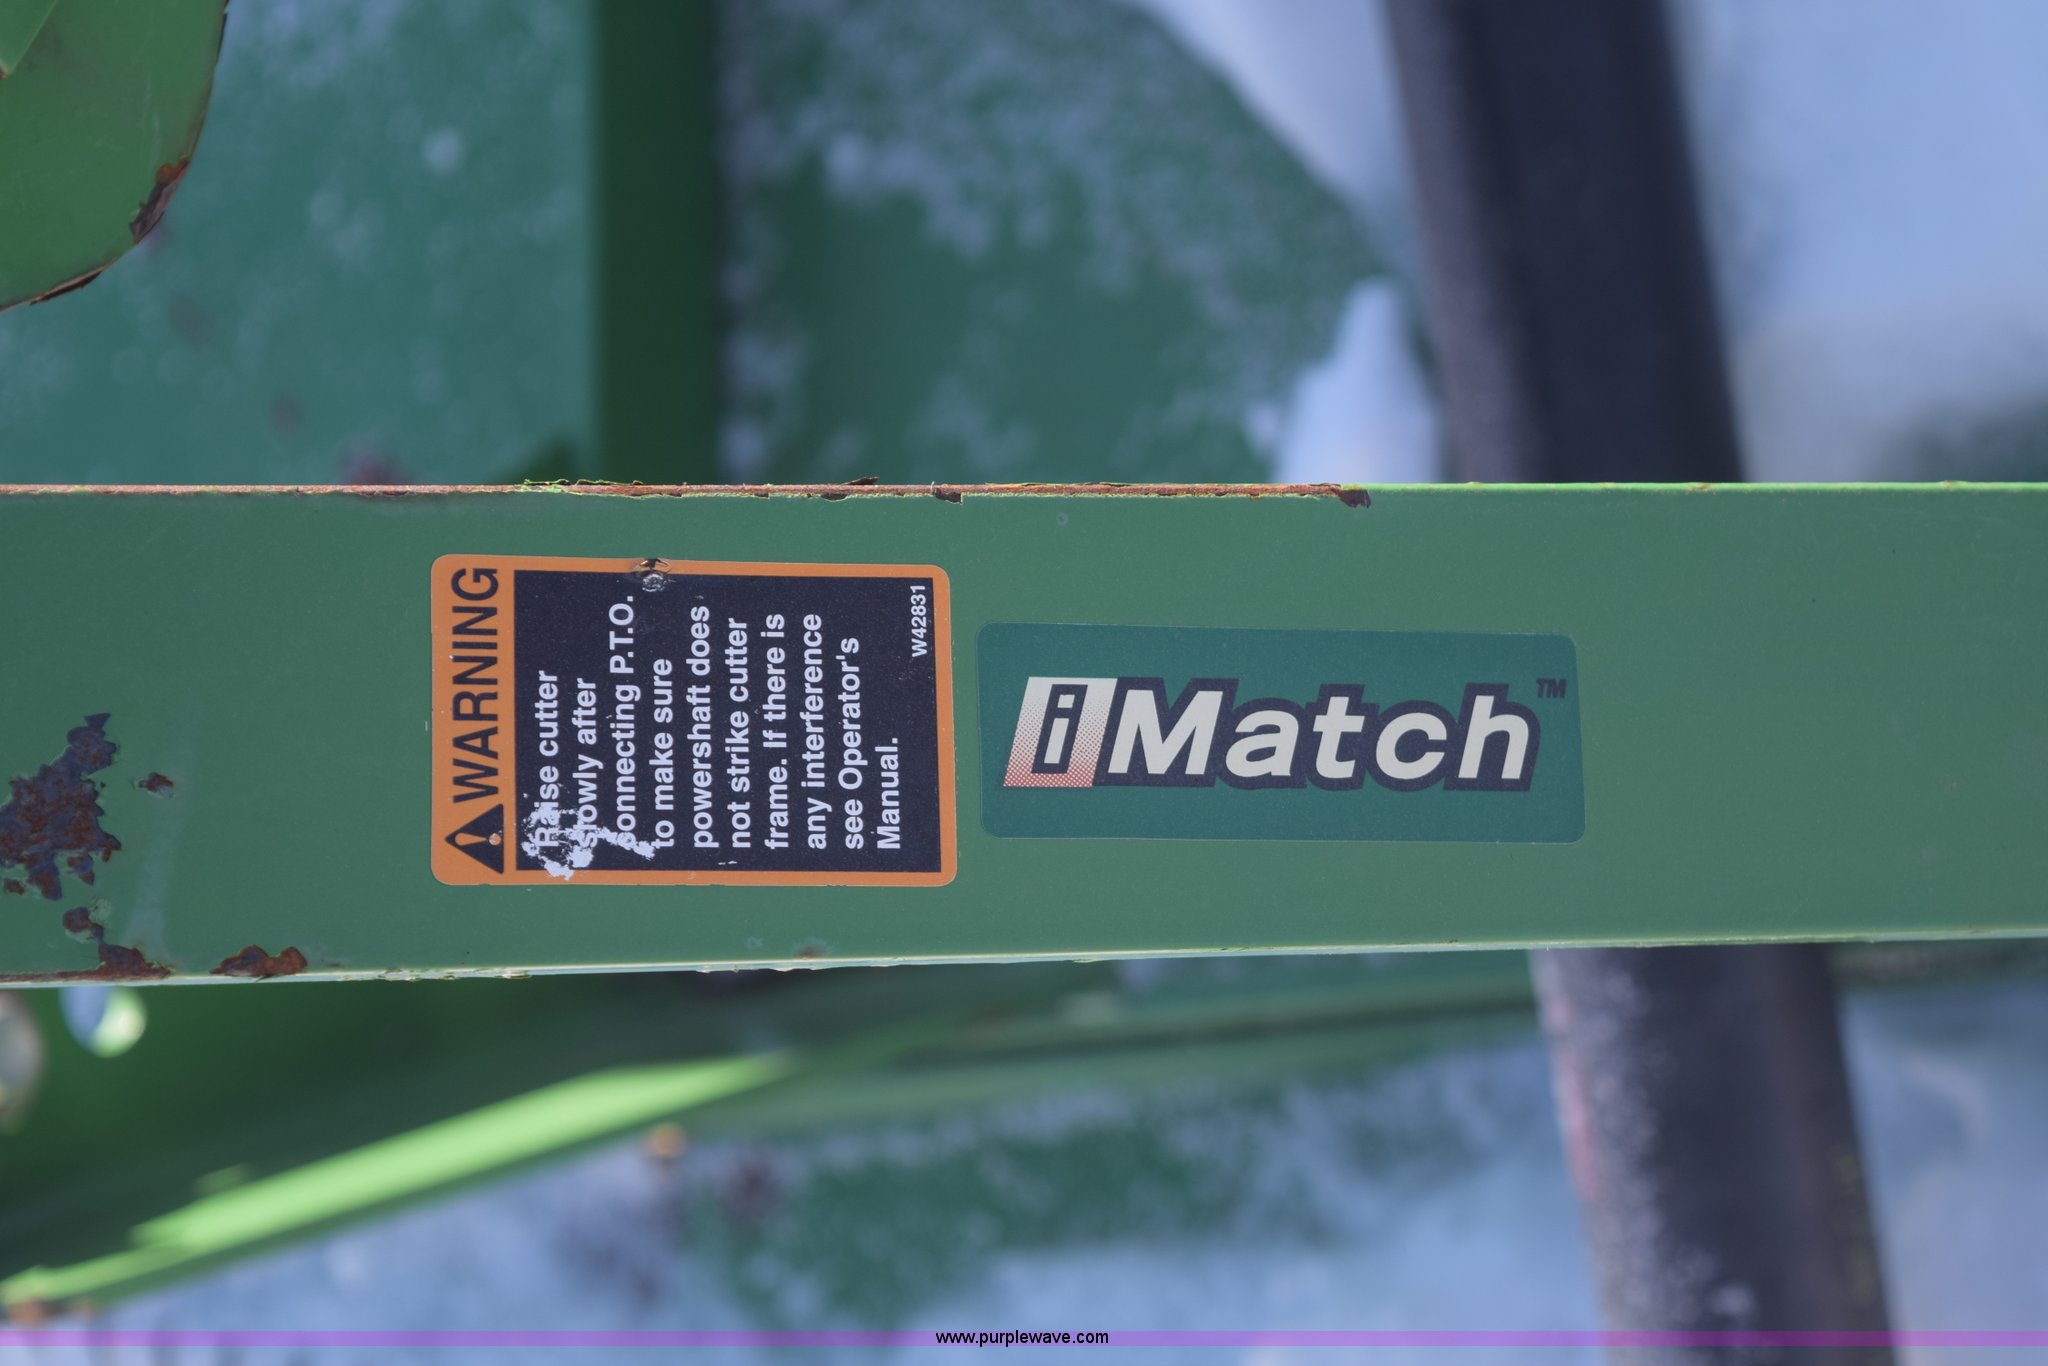 WARNING
Raise cutter
slowly after
connecting P.T.O.
to make sure
powershaft does
not strike cutter
frame. If there is
any interference
see Operator's
Manual.
W42831
iMatch™
www.purplewave.com